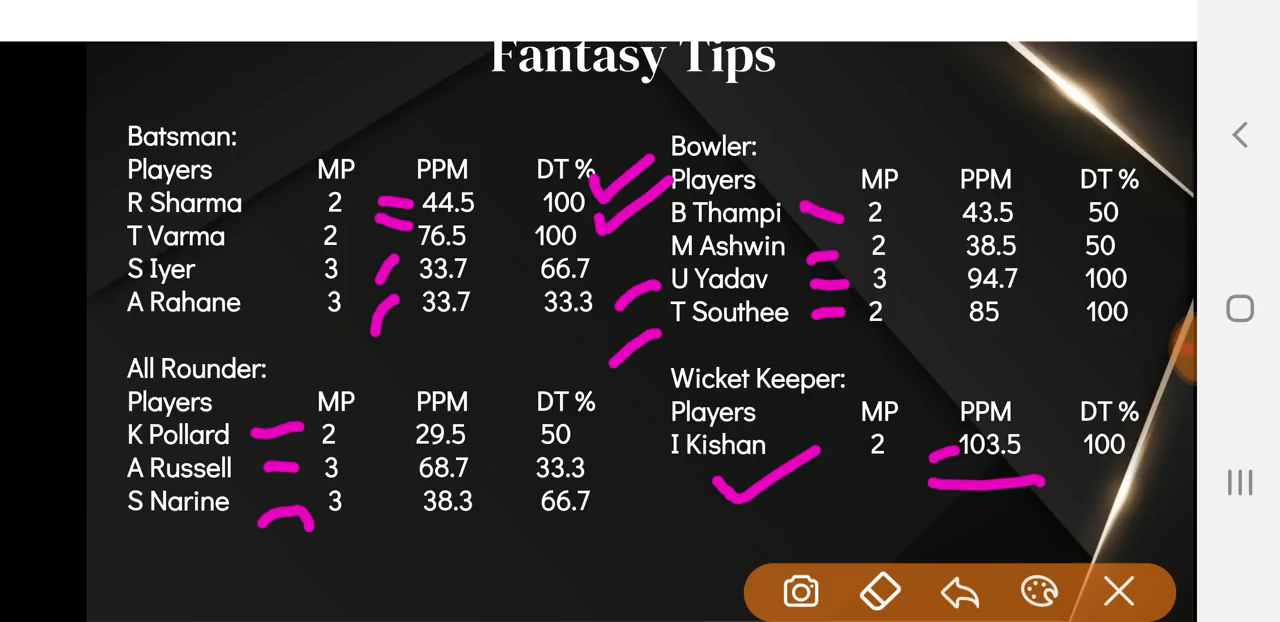 Fantasy Tips
Batsman:
Players MP PPM DT %
R Sharma 2 44.5 100
T Varma 2 76.5 100
S Iyer 3 33.7 66.7
A Rahane 3 33.7 33.3
All Rounder:
Players MP PPM DT %
K Pollard 2 29.5 50
A Russell 3 68.7 33.3
S Narine 3 38.3 66.7
Bowler:
Players MP PPM DT %
B Thampi 2 43.5 50
M Ashwin 2 38.5 50
U Yadav 3 94.7 100
T Southee 2 85 100
Wicket Keeper:
Players MP PPM DT %
I Kishan 2 103.5 100